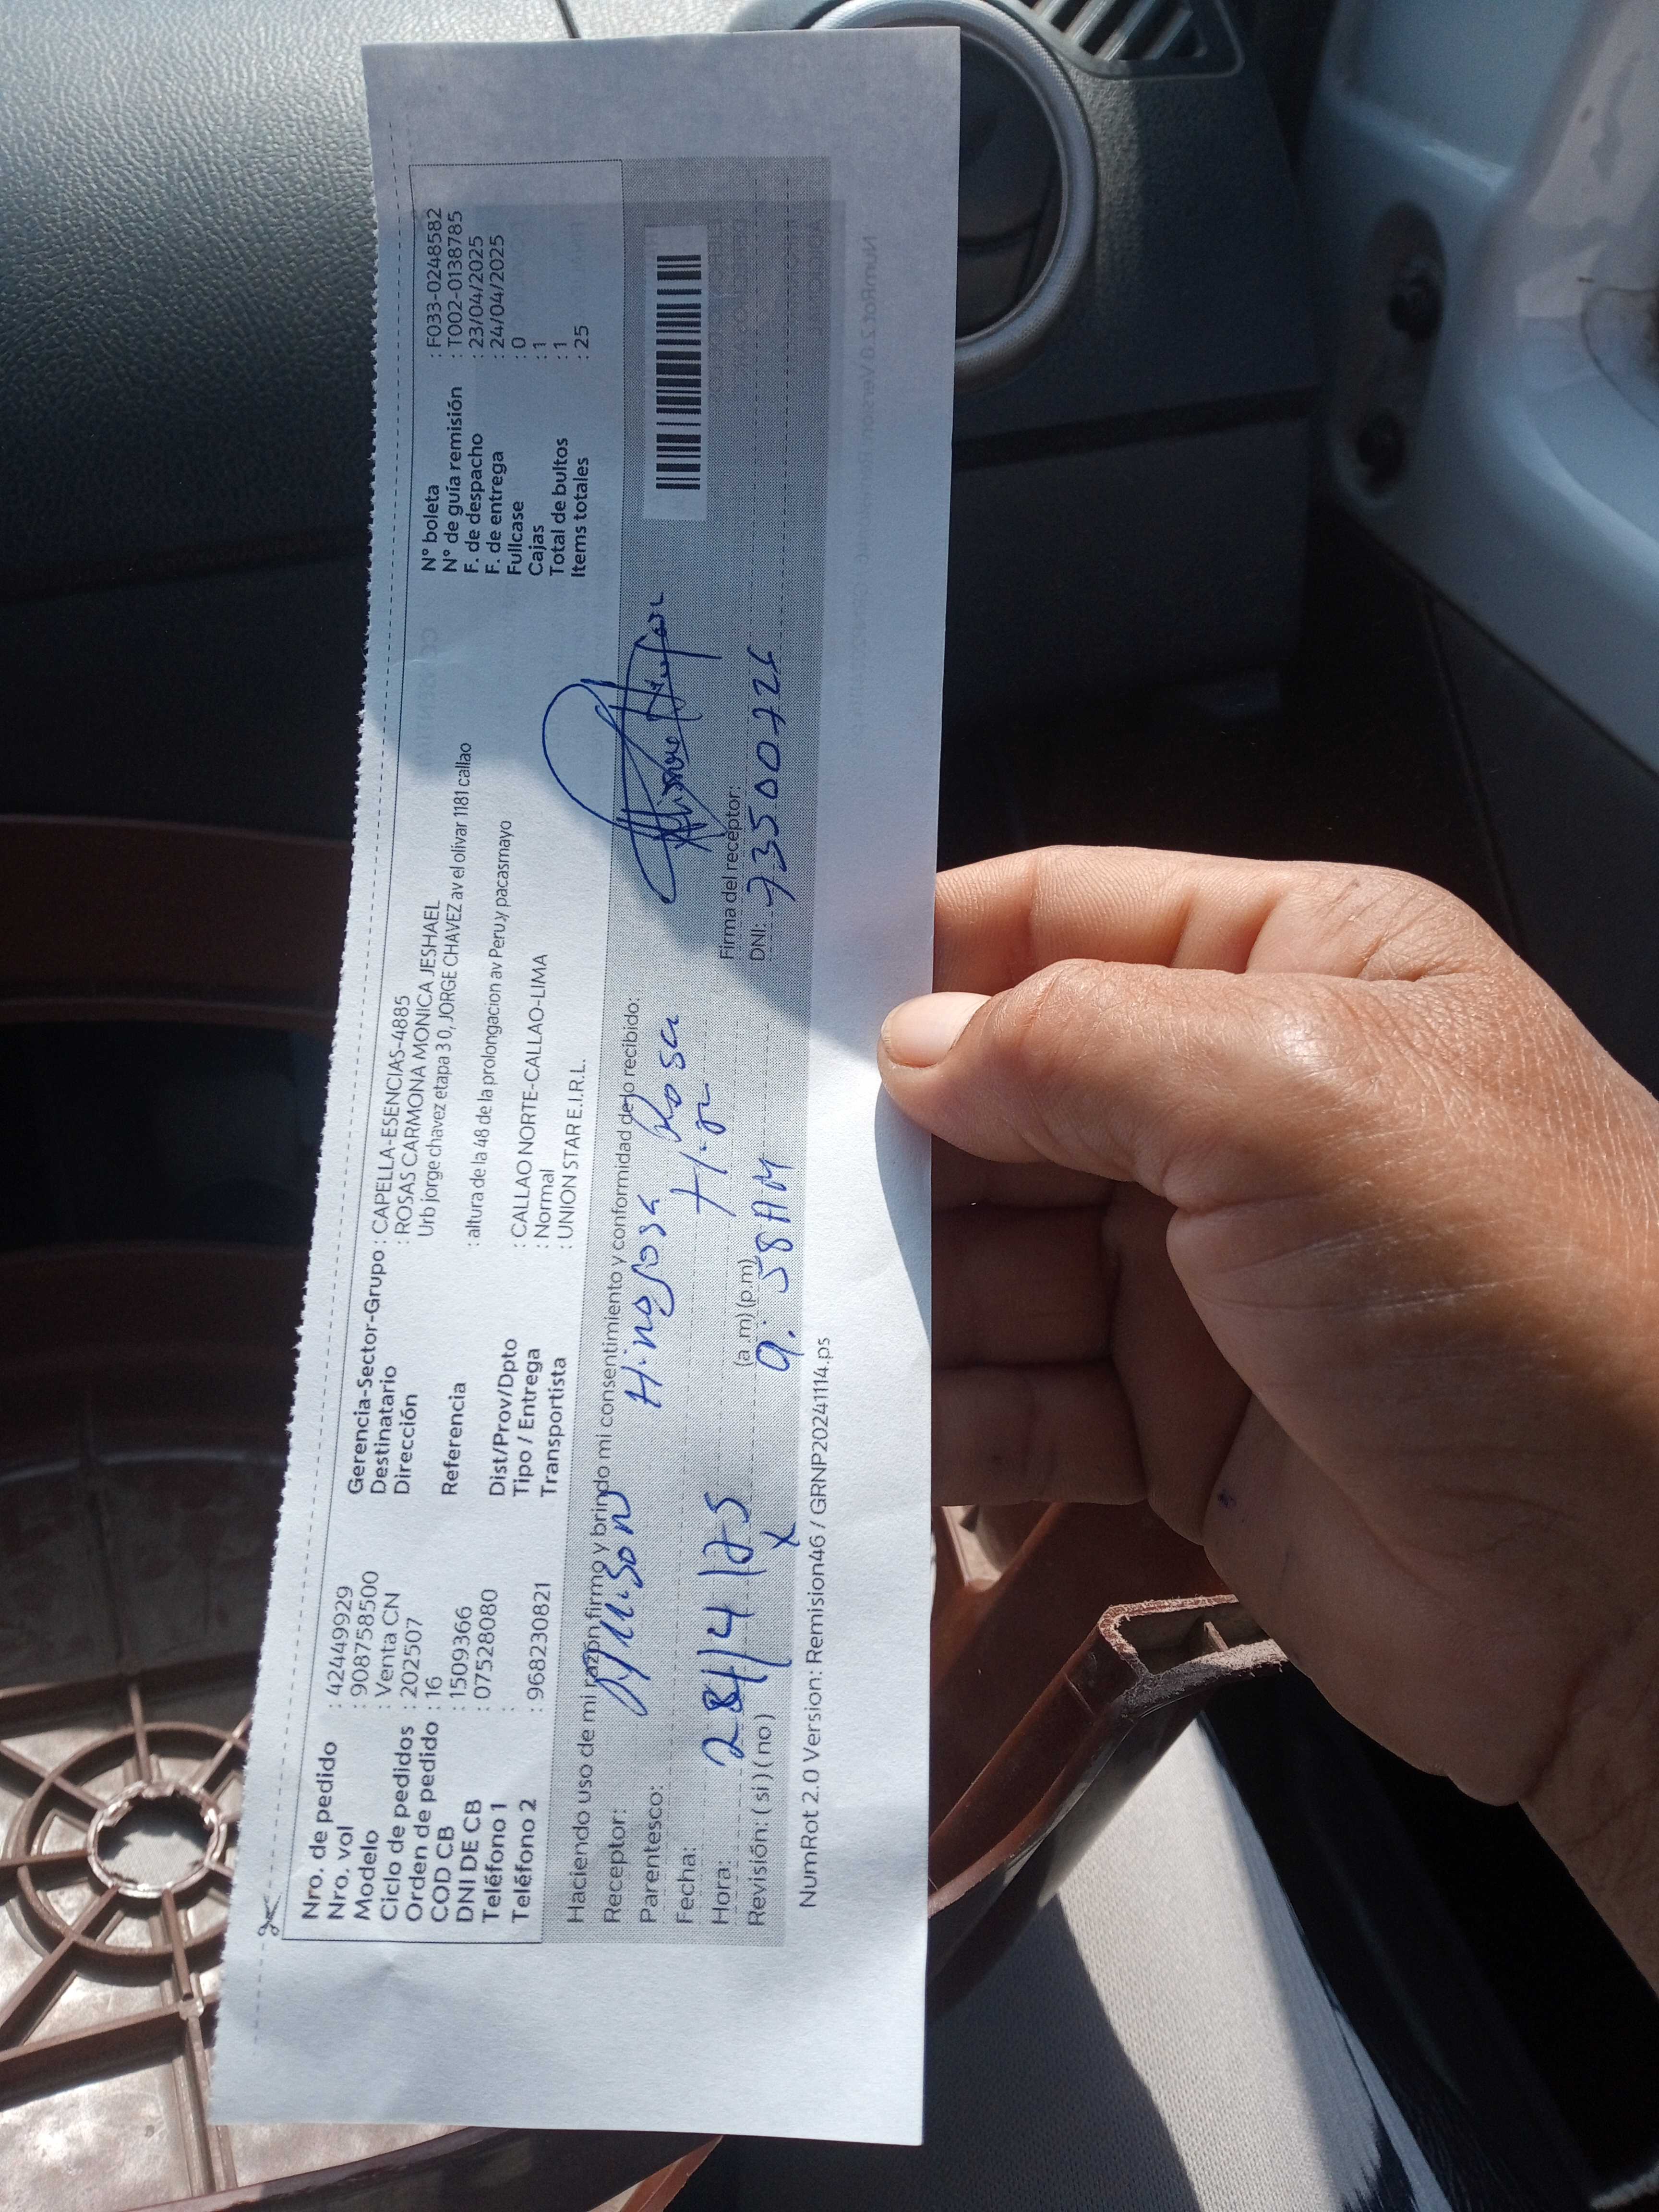 Nro. de pedido : 42449929
Nro. vol : 908758500
Modelo : Venta CN
Ciclo de pedidos : 202507
Orden de pedido : 16
COD CB : 1509366
DNI DE CB : 07528080
Teléfono 1 :
Teléfono 2 : 968230821
Gerencia-Sector-Grupo : CAPELLA-ESENCIAS-4885
Destinatario : ROSAS CARMONA MONICA JESHAEL
Dirección Urb jorge chavez etapa 3 0, JORGE CHAVEZ av el olivar 1181 callao
Referencia : altura de la 48 de la prolongacion av Peru y pacasmayo
Dist/Prov/Dpto : CALLAO NORTE-CALLAO-LIMA
Tipo / Entrega : Normal
Transportista : UNION STAR E.I.R.L.
N° boleta : F033-0248582
N° de guía remisión : T002-0138785
F. de despacho : 23/04/2025
F. de entrega : 24/04/2025
Fullcase : 0
Cajas : 1
Total de bultos : 1
Items totales : 25
Haciendo uso de mi razón firmo y brindo mi consentimiento y conformidad de lo recibido:
Receptor: Hinojosa Rosa
Parentesco: Hijo
Fecha: 4/25
Hora: (a.m) (p.m) 9:58 AM
Revisión: ( si ) ( no ) x
Firma del receptor:
DNI: 73500726
NumRot 2.0 Version: Remision46 / GRNP20241114.ps